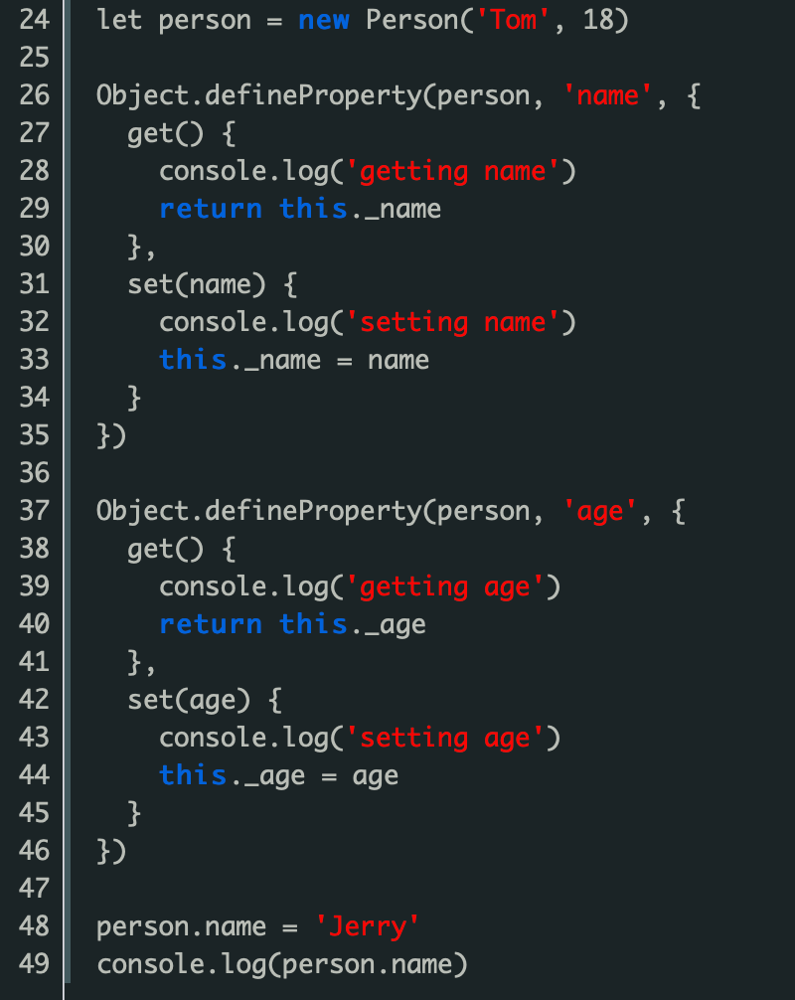 24 let person = new Person('Tom', 18)
25
26 Object.defineProperty(person, 'name', {
27   get() {
28     console.log('getting name')
29     return this._name
30   },
31   set(name) {
32     console.log('setting name')
33     this._name = name
34   }
35 })
36
37 Object.defineProperty(person, 'age', {
38   get() {
39     console.log('getting age')
40     return this._age
41   },
42   set(age) {
43     console.log('setting age')
44     this._age = age
45   }
46 })
47
48 person.name = 'Jerry'
49 console.log(person.name)